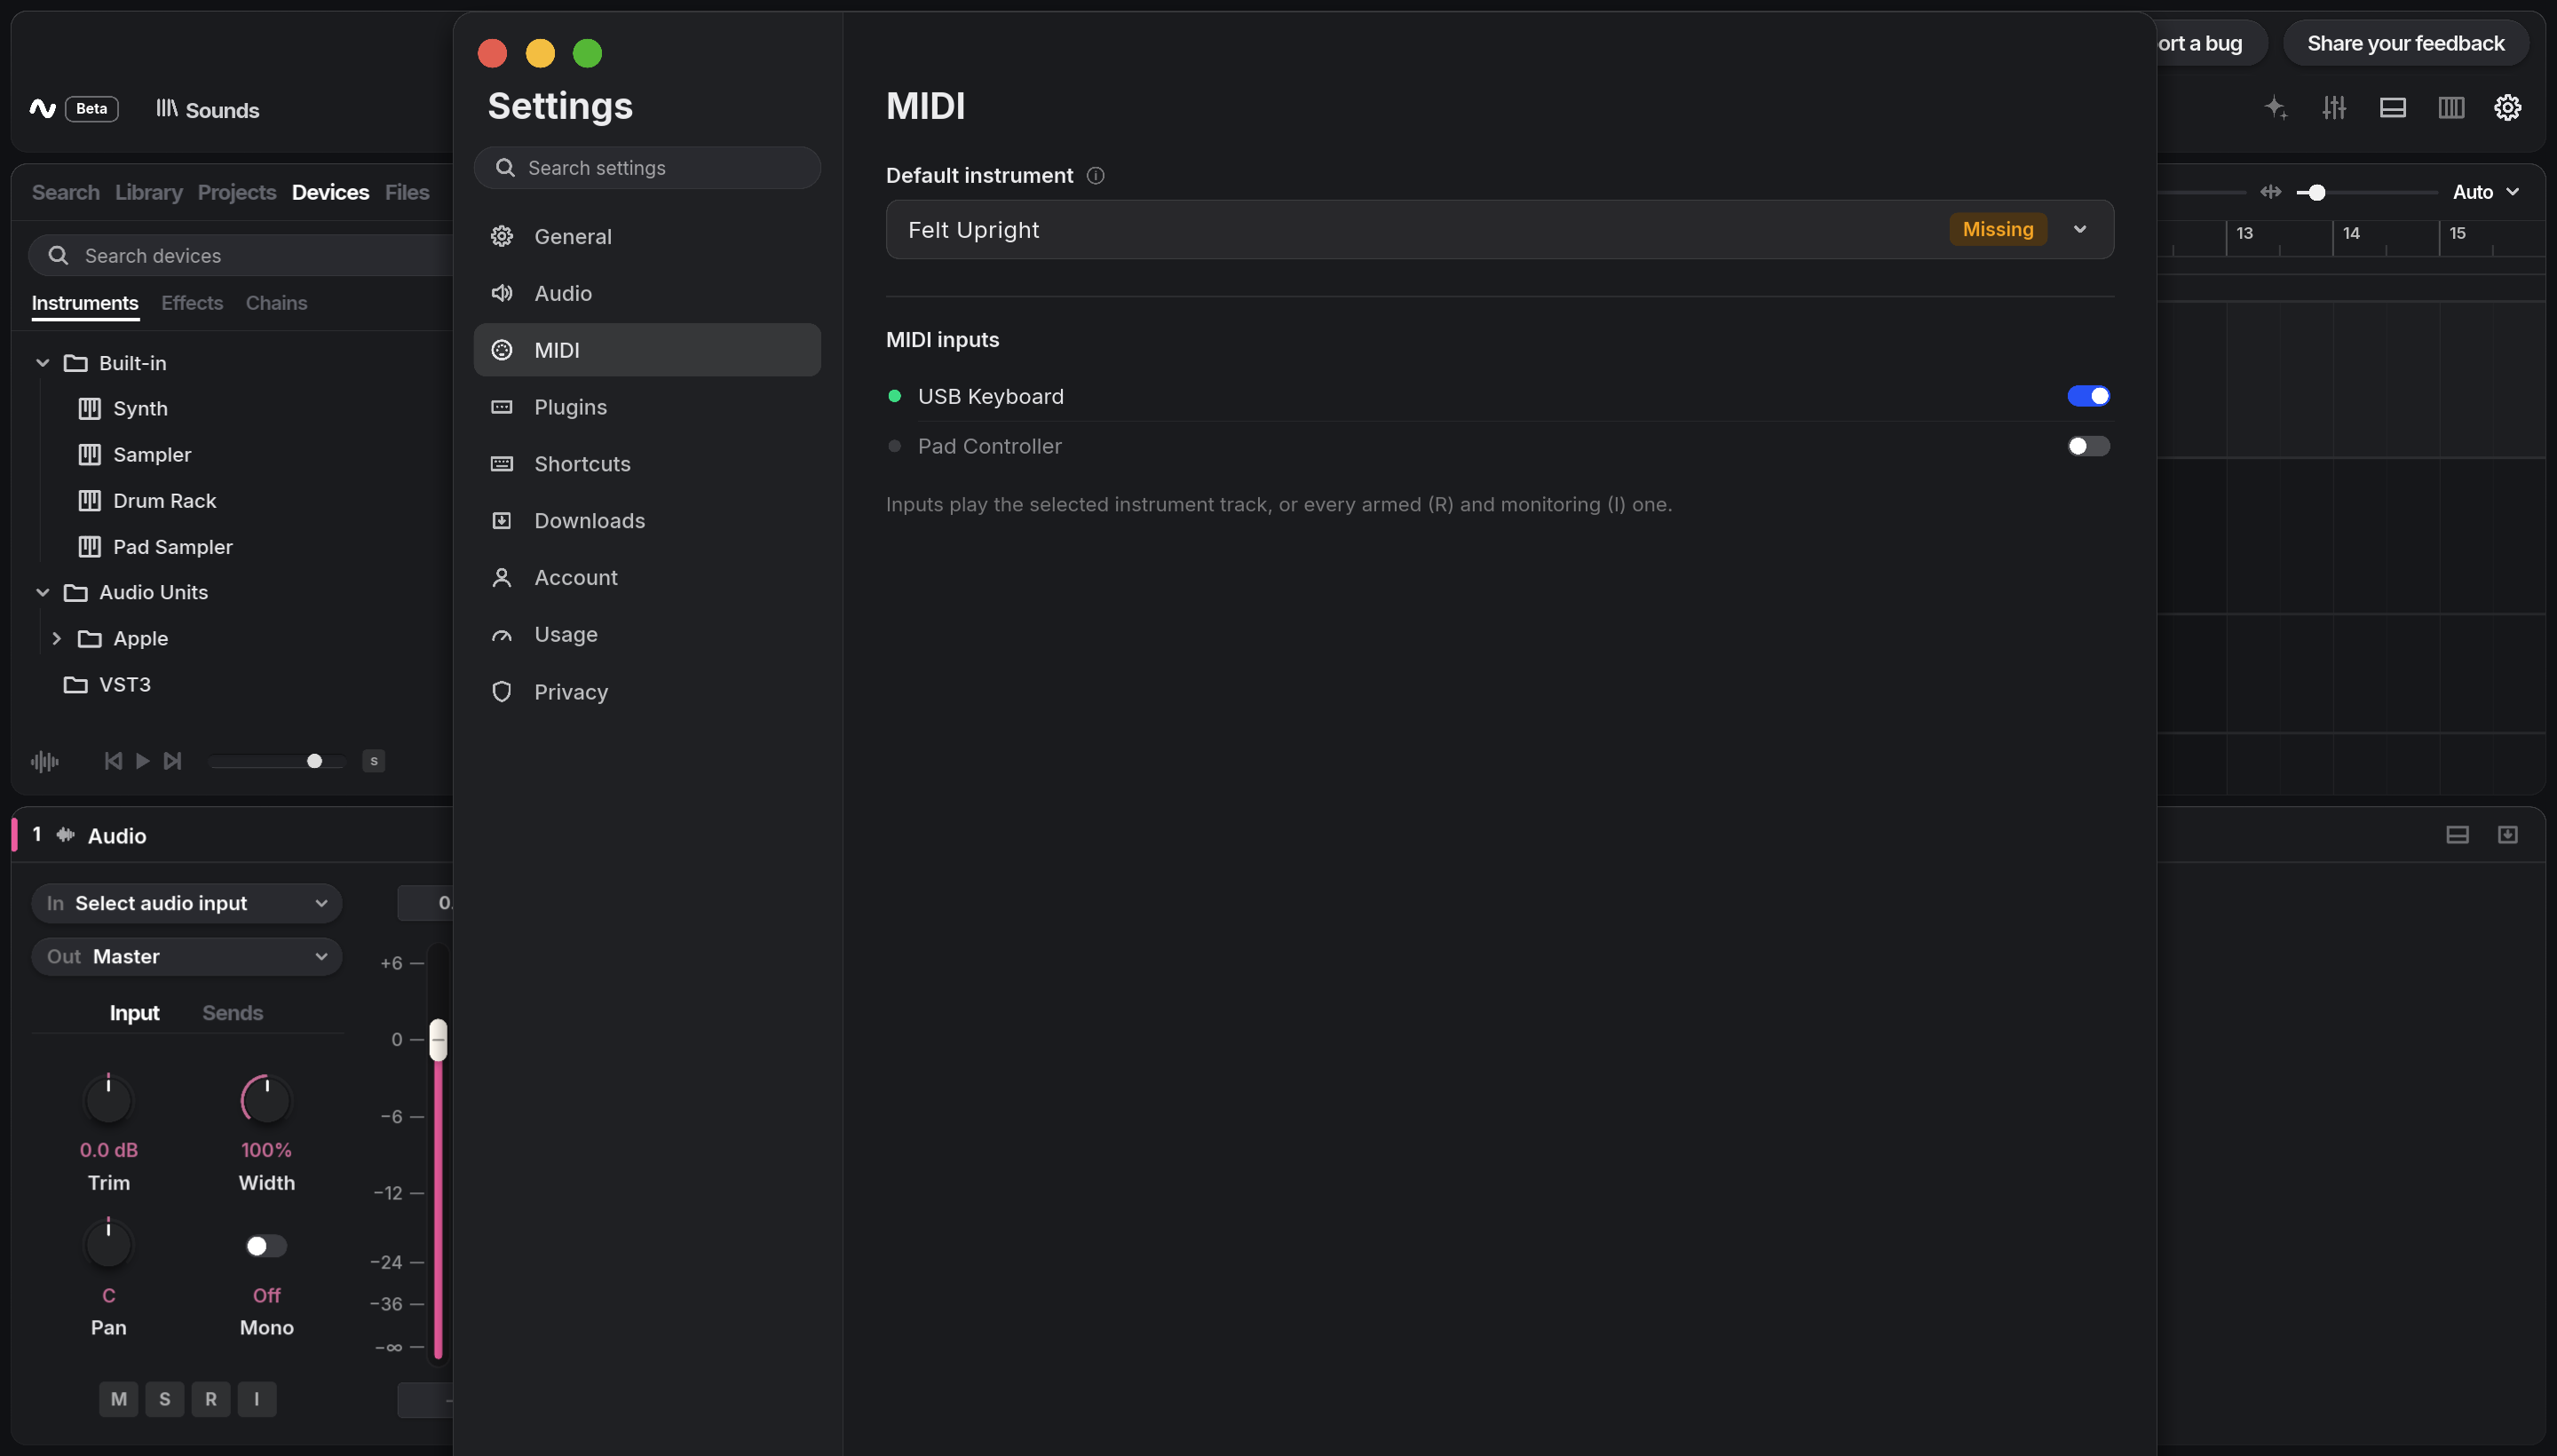 ort a bug
Share your feedback
Beta
Sounds
Search Library Projects Devices Files
Search devices
Instruments Effects Chains
Built-in
Synth
Sampler
Drum Rack
Pad Sampler
Audio Units
Apple
VST3
S
Settings
Search settings
General
Audio
MIDI
Plugins
Shortcuts
Downloads
Account
Usage
Privacy
MIDI
Default instrument
Felt Upright
Missing
MIDI inputs
USB Keyboard
Pad Controller
Inputs play the selected instrument track, or every armed (R) and monitoring (I) one.
Auto
13 14 15
1 Audio
In Select audio input
Out Master
Input Sends
0.0 dB 100%
Trim Width
C Off
Pan Mono
M S R I
0.
+6
0
−6
−12
−24
−36
−∞